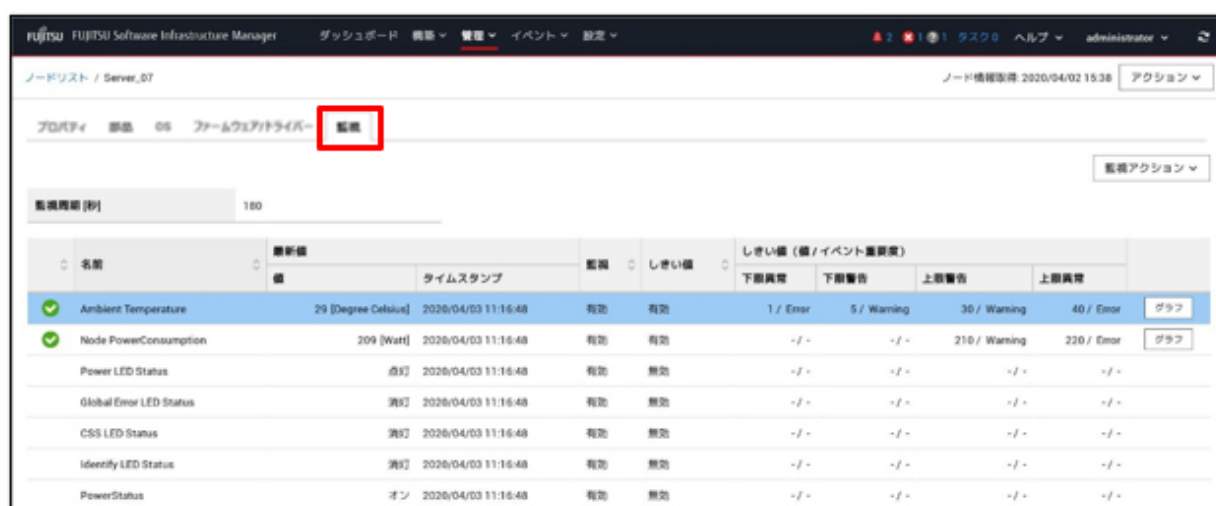 FUJITSU FUJITSU Software Infrastructure Manager ダッシュボード 構築 管理 イベント 設定 2 1 1 タスク 0 ヘルプ administrator
ノードリスト / Server_07 ノード情報取得: 2020/04/02 15:38 アクション
プロパティ 部品 OS ファームウェア/ドライバー 監視
監視アクション
監視周期 [秒] 180
名前 最新値 監視 しきい値 しきい値（値 / イベント重要度）
値 タイムスタンプ 下限異常 下限警告 上限警告 上限異常
Ambient Temperature 29 [Degree Celsius] 2020/04/03 11:16:48 有効 有効 1 / Error 5 / Warning 30 / Warning 40 / Error グラフ
Node PowerConsumption 209 [Watt] 2020/04/03 11:16:48 有効 有効 - / - - / - 210 / Warning 220 / Error グラフ
Power LED Status 点灯 2020/04/03 11:16:48 有効 無効 - / - - / - - / - - / -
Global Error LED Status 消灯 2020/04/03 11:16:48 有効 無効 - / - - / - - / - - / -
CSS LED Status 消灯 2020/04/03 11:16:48 有効 無効 - / - - / - - / - - / -
Identify LED Status 消灯 2020/04/03 11:16:48 有効 無効 - / - - / - - / - - / -
PowerStatus オン 2020/04/03 11:16:48 有効 無効 - / - - / - - / - - / -